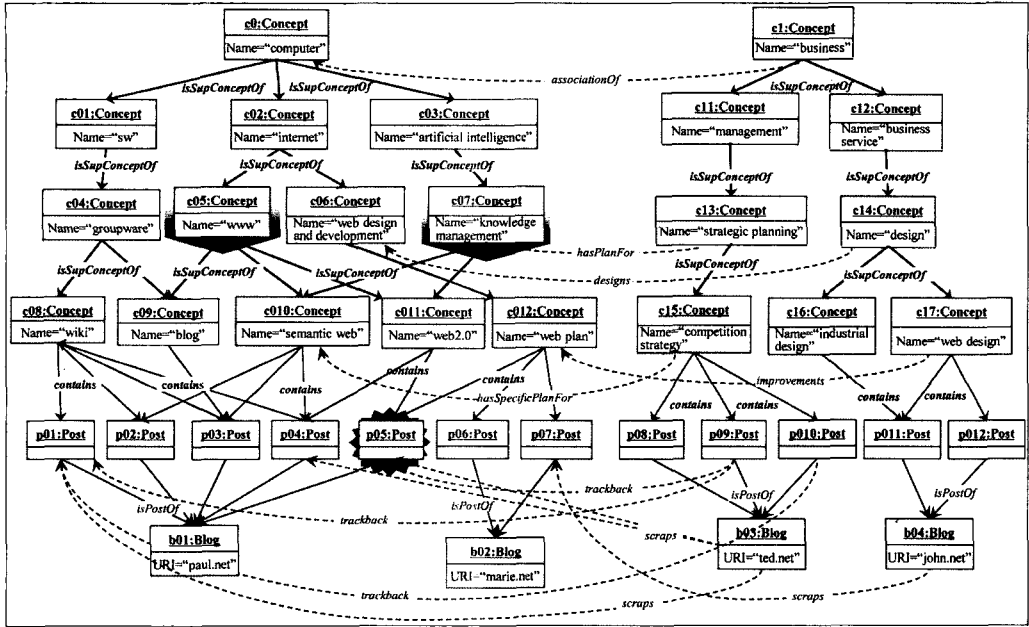 c0:Concept
Name="computer"
c1:Concept
Name="business"
associationOf
isSupConceptOf
isSupConceptOf
isSupConceptOf
isSupConceptOf
c01:Concept
Name="sw"
c02:Concept
Name="internet"
c03:Concept
Name="artificial intelligence"
c11:Concept
Name="management"
c12:Concept
Name="business
service"
isSupConceptOf
isSupConceptOf
isSupConceptOf
isSupConceptOf
isSupConceptOf
c04:Concept
Name="groupware"
c05:Concept
Name="www"
c06:Concept
Name="web design
and development"
c07:Concept
Name="knowledge
management"
c13:Concept
Name="strategic planning"
c14:Concept
Name="design"
hasPlanFor
designs
isSupConceptOf
isSupConceptOf
isSupConceptOf
isSupConceptOf
isSupConceptOf
c08:Concept
Name="wiki"
c09:Concept
Name="blog"
c010:Concept
Name="semantic web"
c011:Concept
Name="web2.0"
c012:Concept
Name="web plan"
c15:Concept
Name="competition
strategy"
c16:Concept
Name="industrial
design"
c17:Concept
Name="web design"
contains
contains
contains
contains
contains
hasSpecificPlanFor
improvements
contains
contains
contains
contains
p01:Post
p02:Post
p03:Post
p04:Post
p05:Post
p06:Post
p07:Post
p08:Post
p09:Post
p010:Post
p011:Post
p012:Post
trackback
isPostOf
isPostOf
isPostOf
isPostOf
trackback
scraps
b01:Blog
URI="paul.net"
b02:Blog
URI="marie.net"
b03:Blog
URI="ted.net"
b04:Blog
URI="john.net"
trackback
scraps
scraps